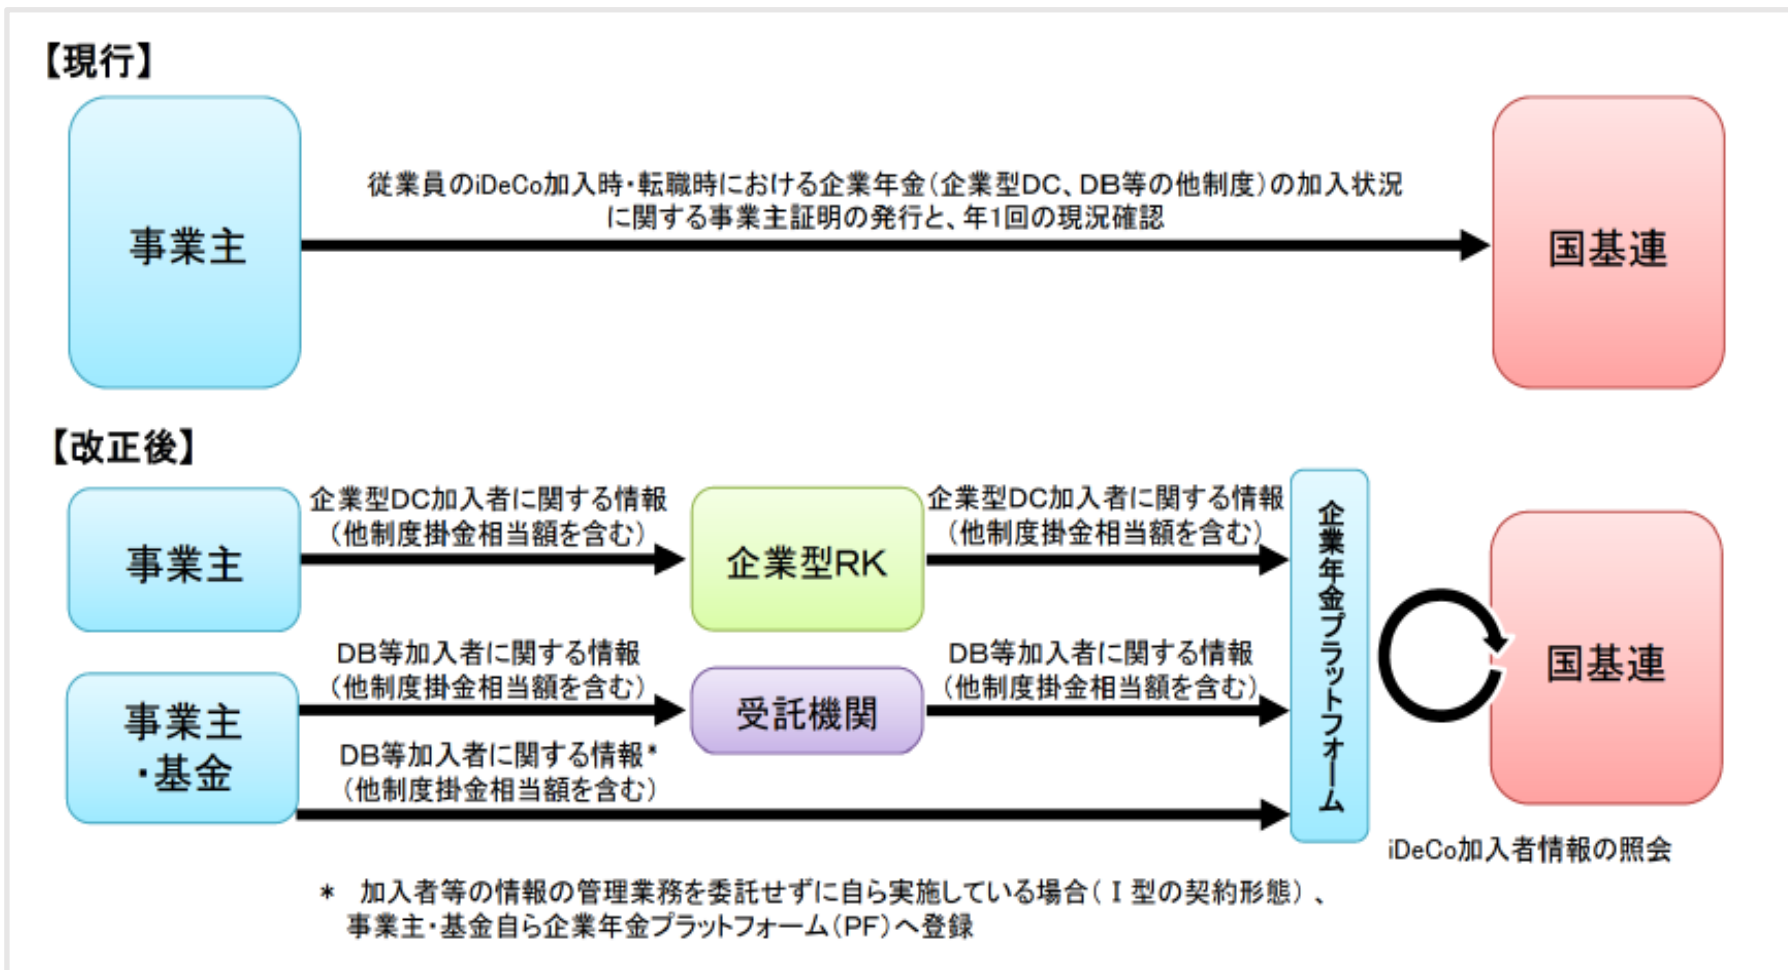 【現行】
従業員のiDeCo加入時・転職時における企業年金(企業型DC、DB等の他制度)の加入状況
に関する事業主証明の発行と、年1回の現況確認
事業主
国基連
【改正後】
企業型DC加入者に関する情報
(他制度掛金相当額を含む)
企業型DC加入者に関する情報
(他制度掛金相当額を含む)
事業主
企業型RK
企業年金プラットフォーム
国基連
DB等加入者に関する情報
(他制度掛金相当額を含む)
DB等加入者に関する情報
(他制度掛金相当額を含む)
事業主
・基金
受託機関
DB等加入者に関する情報*
(他制度掛金相当額を含む)
iDeCo加入者情報の照会
* 加入者等の情報の管理業務を委託せずに自ら実施している場合(Ⅰ型の契約形態)、
事業主・基金自ら企業年金プラットフォーム(PF)へ登録